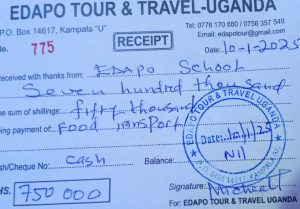 EDAPO TOUR & TRAVEL-UGANDA
P.O. Box 14617, Kampala "U"
Tel: 0778 170 880 / 0756 357 549
Email: edapotour@gmail.com
No. 775
RECEIPT
Date: 10-1-2025
Received with thanks from: EDAPO School
Seven hundred thousand
the sum of shillings: fifty thousand
being payment of: Food Transport
Cash/Cheque No: cash Balance:
EDAPO TOUR & TRAVEL UGANDA
Date:
Nil
P.O. BOX 14617, KAMPALA
SHS. 750 000
Signature:
For: EDAPO TOUR & TRAVEL-UGANDA